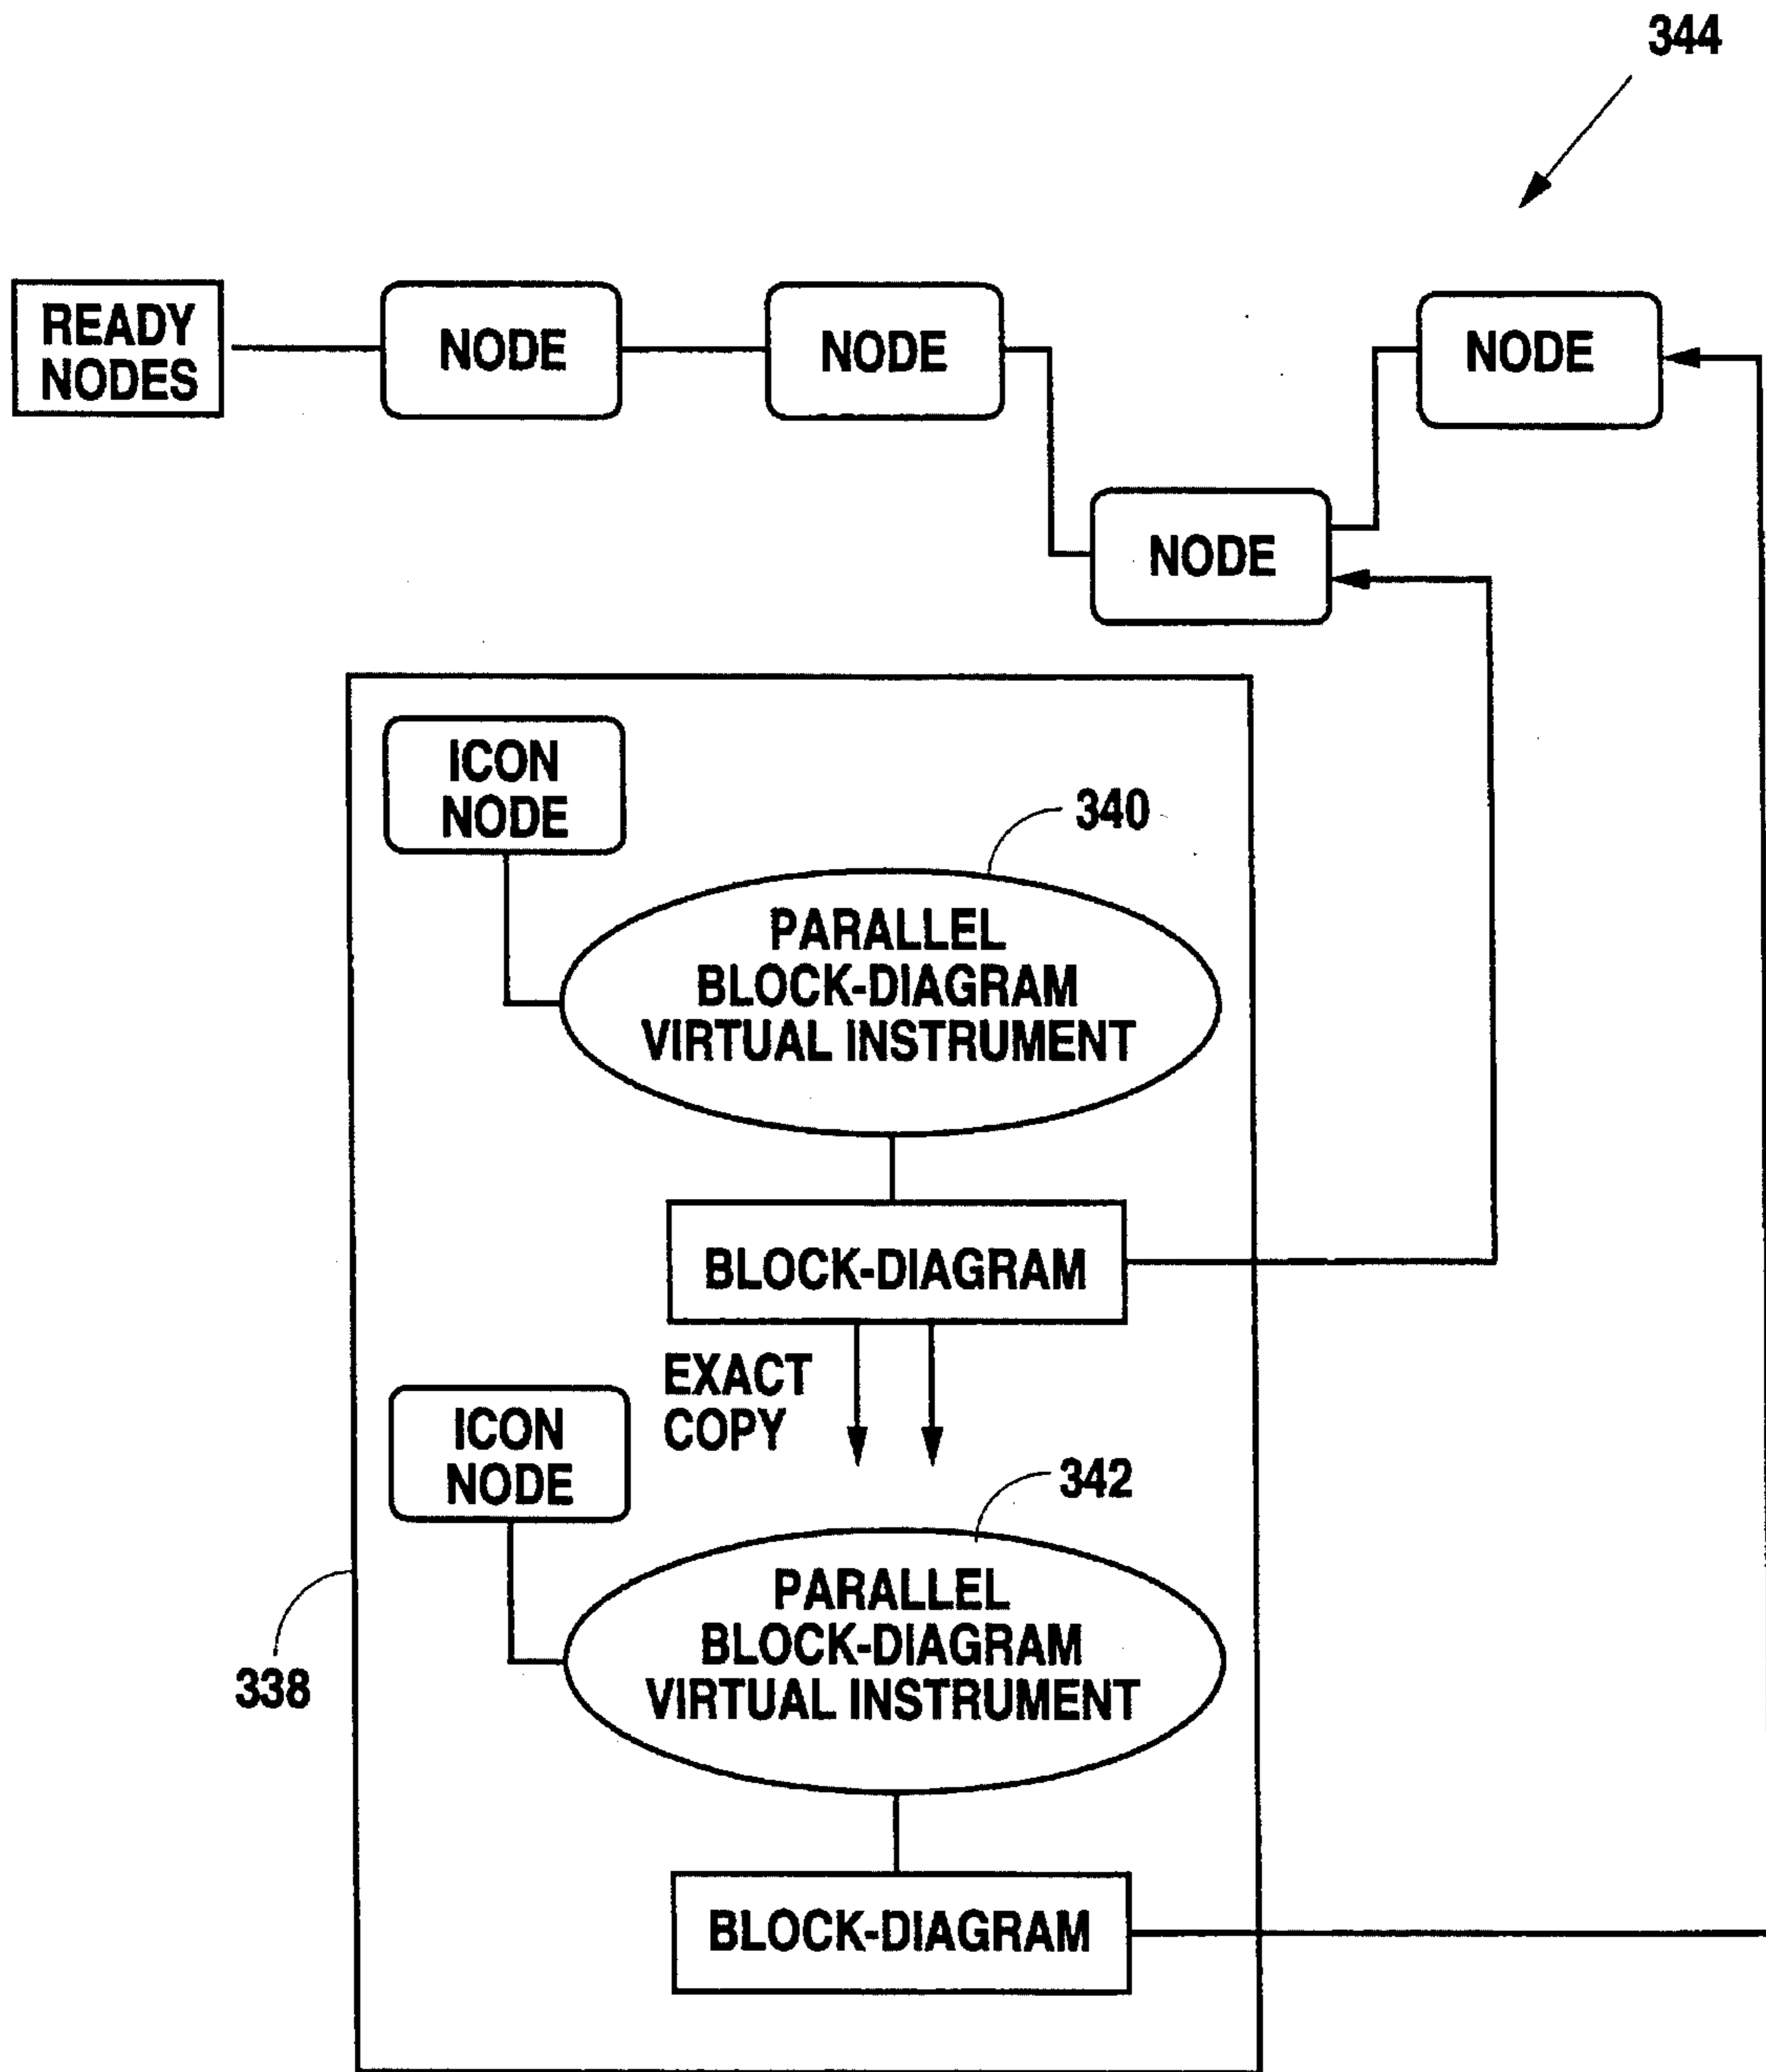 344
READY
NODES
NODE
NODE
NODE
NODE
ICON
NODE
340
PARALLEL
BLOCK-DIAGRAM
VIRTUAL INSTRUMENT
BLOCK-DIAGRAM
EXACT
COPY
ICON
NODE
342
PARALLEL
BLOCK-DIAGRAM
VIRTUAL INSTRUMENT
338
BLOCK-DIAGRAM